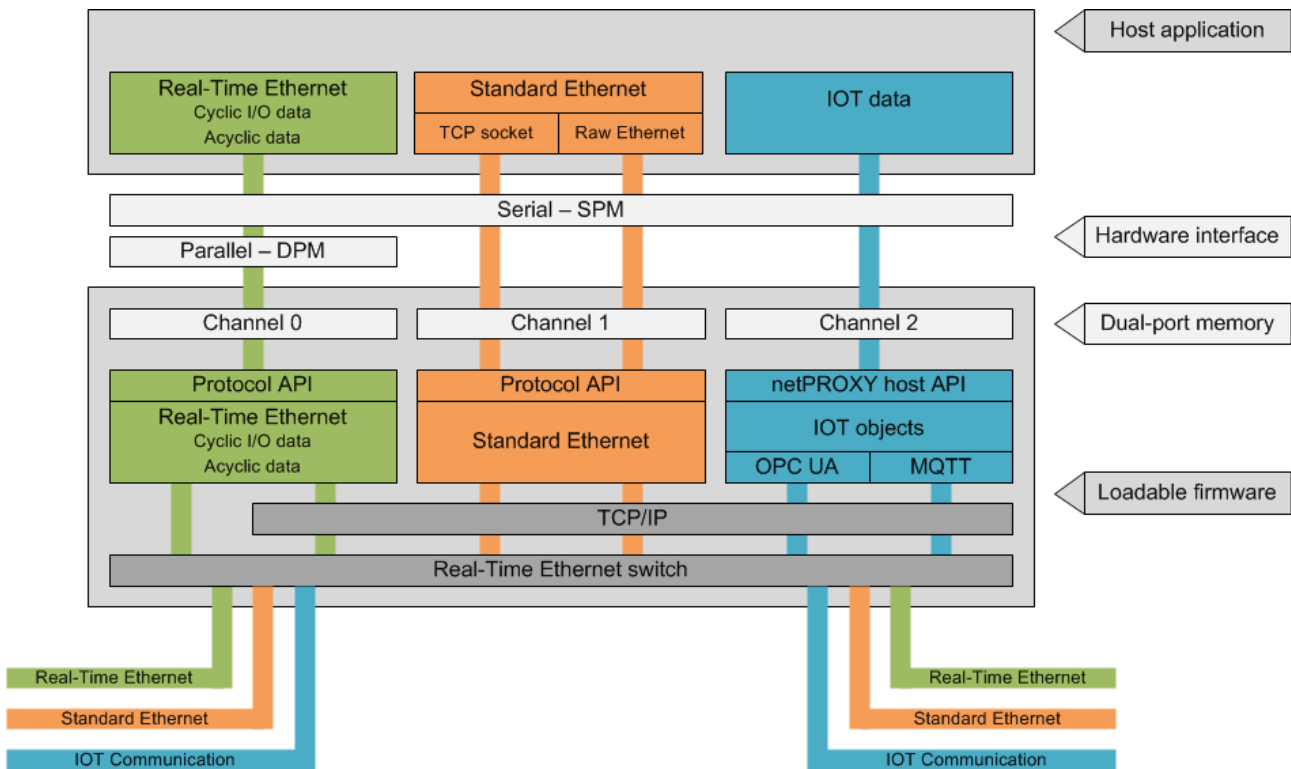 Host application
Real-Time Ethernet
Cyclic I/O data
Acyclic data
Standard Ethernet
TCP socket
Raw Ethernet
IOT data
Serial – SPM
Parallel – DPM
Hardware interface
Channel 0
Channel 1
Channel 2
Dual-port memory
Protocol API
Real-Time Ethernet
Cyclic I/O data
Acyclic data
Protocol API
Standard Ethernet
netPROXY host API
IOT objects
OPC UA
MQTT
Loadable firmware
TCP/IP
Real-Time Ethernet switch
Real-Time Ethernet
Standard Ethernet
IOT Communication
Real-Time Ethernet
Standard Ethernet
IOT Communication